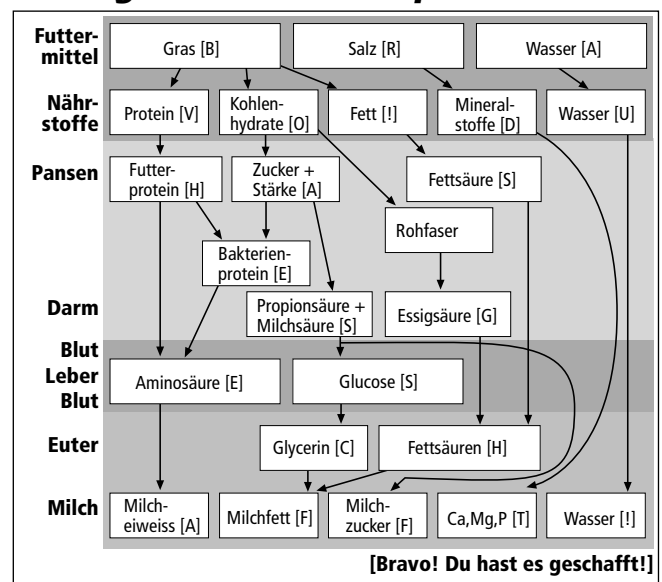 Futter-
mittel
Gras [B]
Salz [R]
Wasser [A]
Nähr-
stoffe
Protein [V]
Kohlen-
hydrate [O]
Fett [!]
Mineral-
stoffe [D]
Wasser [U]
Pansen
Futter-
protein [H]
Zucker +
Stärke [A]
Fettsäure [S]
Rohfaser
Bakterien-
protein [E]
Darm
Propionsäure +
Milchsäure [S]
Essigsäure [G]
Blut
Leber
Blut
Aminosäure [E]
Glucose [S]
Euter
Glycerin [C]
Fettsäuren [H]
Milch
Milch-
eiweiss [A]
Milchfett [F]
Milch-
zucker [F]
Ca,Mg,P [T]
Wasser [!]
[Bravo! Du hast es geschafft!]